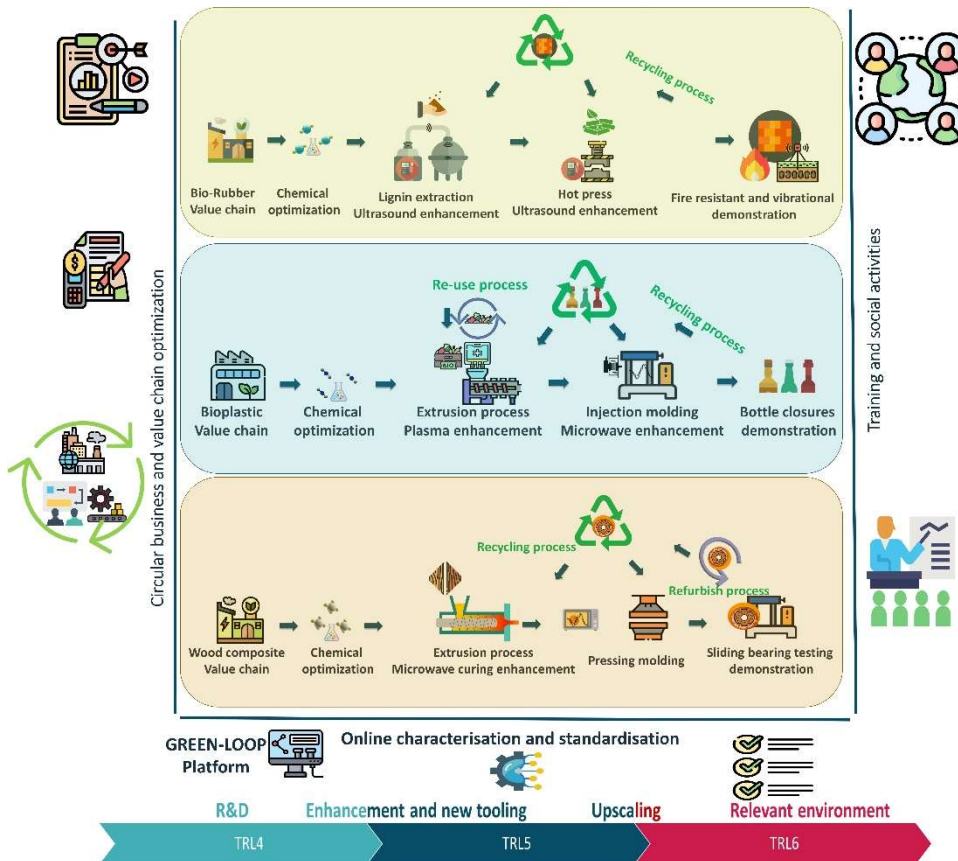 Circular business and value chain optimization
Recycling process
Bio-Rubber
Value chain
Chemical
optimization
Lignin extraction
Ultrasound enhancement
Hot press
Ultrasound enhancement
Fire resistant and vibrational
demonstration
Re-use process
Recycling process
BIO
Bioplastic
Value chain
Chemical
optimization
Extrusion process
Plasma enhancement
Injection molding
Microwave enhancement
Bottle closures
demonstration
Recycling process
Refurbish process
Wood composite
Value chain
Chemical
optimization
Extrusion process
Microwave curing enhancement
Pressing molding
Sliding bearing testing
demonstration
Training and social activities
GREEN-LOOP
Platform
Online characterisation and standardisation
R&D
Enhancement and new tooling
Upscaling
Relevant environment
TRL4
TRL5
TRL6